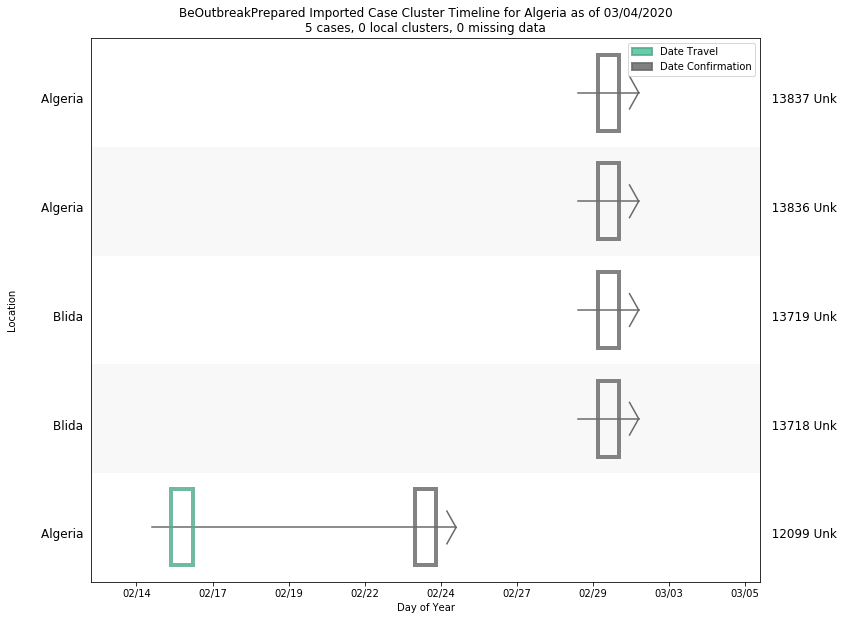 BeOutbreakPrepared Imported Case Cluster Timeline for Algeria as of 03/04/2020
5 cases, 0 local clusters, 0 missing data
Date Travel
Date Confirmation
Algeria 13837 Unk
Algeria 13836 Unk
Blida 13719 Unk
Blida 13718 Unk
Algeria 12099 Unk
Location
02/14 02/17 02/19 02/22 02/24 02/27 02/29 03/03 03/05
Day of Year